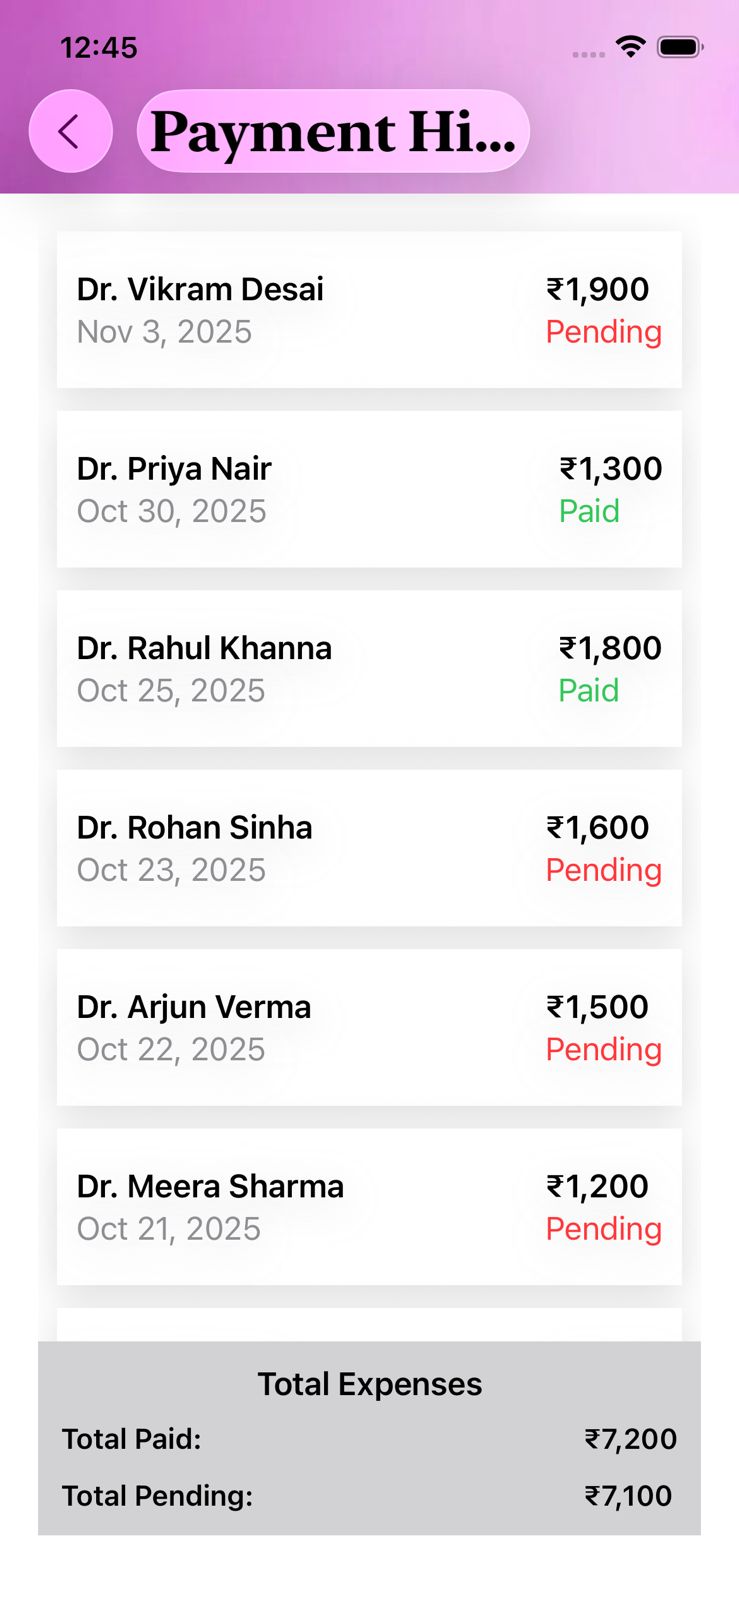 12:45
Payment Hi...
Dr. Vikram Desai ₹1,900
Nov 3, 2025 Pending
Dr. Priya Nair ₹1,300
Oct 30, 2025 Paid
Dr. Rahul Khanna ₹1,800
Oct 25, 2025 Paid
Dr. Rohan Sinha ₹1,600
Oct 23, 2025 Pending
Dr. Arjun Verma ₹1,500
Oct 22, 2025 Pending
Dr. Meera Sharma ₹1,200
Oct 21, 2025 Pending
Total Expenses
Total Paid: ₹7,200
Total Pending: ₹7,100